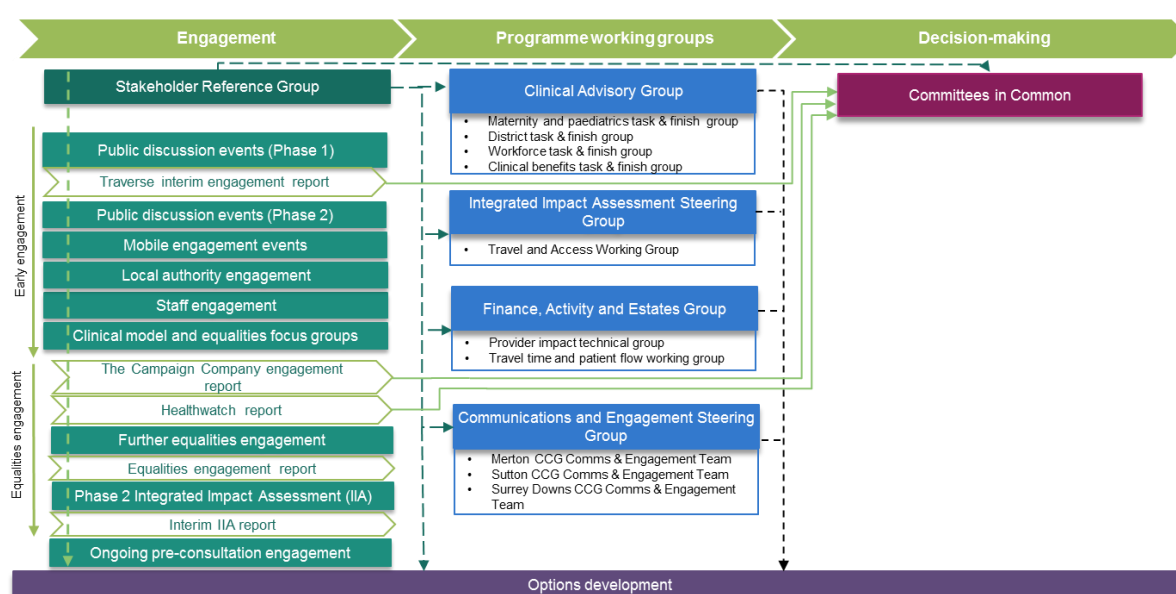 Engagement
Programme working groups
Decision-making
Stakeholder Reference Group
Public discussion events (Phase 1)
Traverse interim engagement report
Public discussion events (Phase 2)
Mobile engagement events
Local authority engagement
Staff engagement
Clinical model and equalities focus groups
The Campaign Company engagement
report
Healthwatch report
Further equalities engagement
Equalities engagement report
Phase 2 Integrated Impact Assessment (IIA)
Interim IIA report
Ongoing pre-consultation engagement
Early engagement
Equalities engagement
Clinical Advisory Group
• Maternity and paediatrics task & finish group
• District task & finish group
• Workforce task & finish group
• Clinical benefits task & finish group
Integrated Impact Assessment Steering
Group
• Travel and Access Working Group
Finance, Activity and Estates Group
• Provider impact technical group
• Travel time and patient flow working group
Communications and Engagement Steering
Group
• Merton CCG Comms & Engagement Team
• Sutton CCG Comms & Engagement Team
• Surrey Downs CCG Comms & Engagement
Team
Committees in Common
Options development